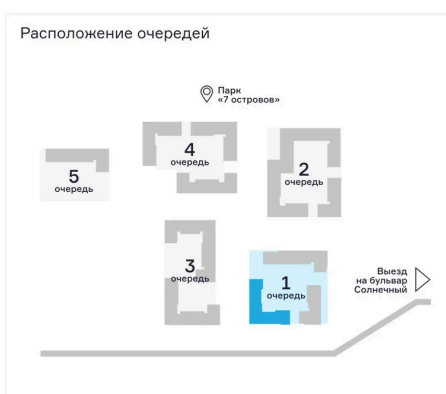 Расположение очередей
Парк
«7 островов»
4
очередь
2
очередь
5
очередь
3
очередь
1
очередь
Выезд
на бульвар
Солнечный